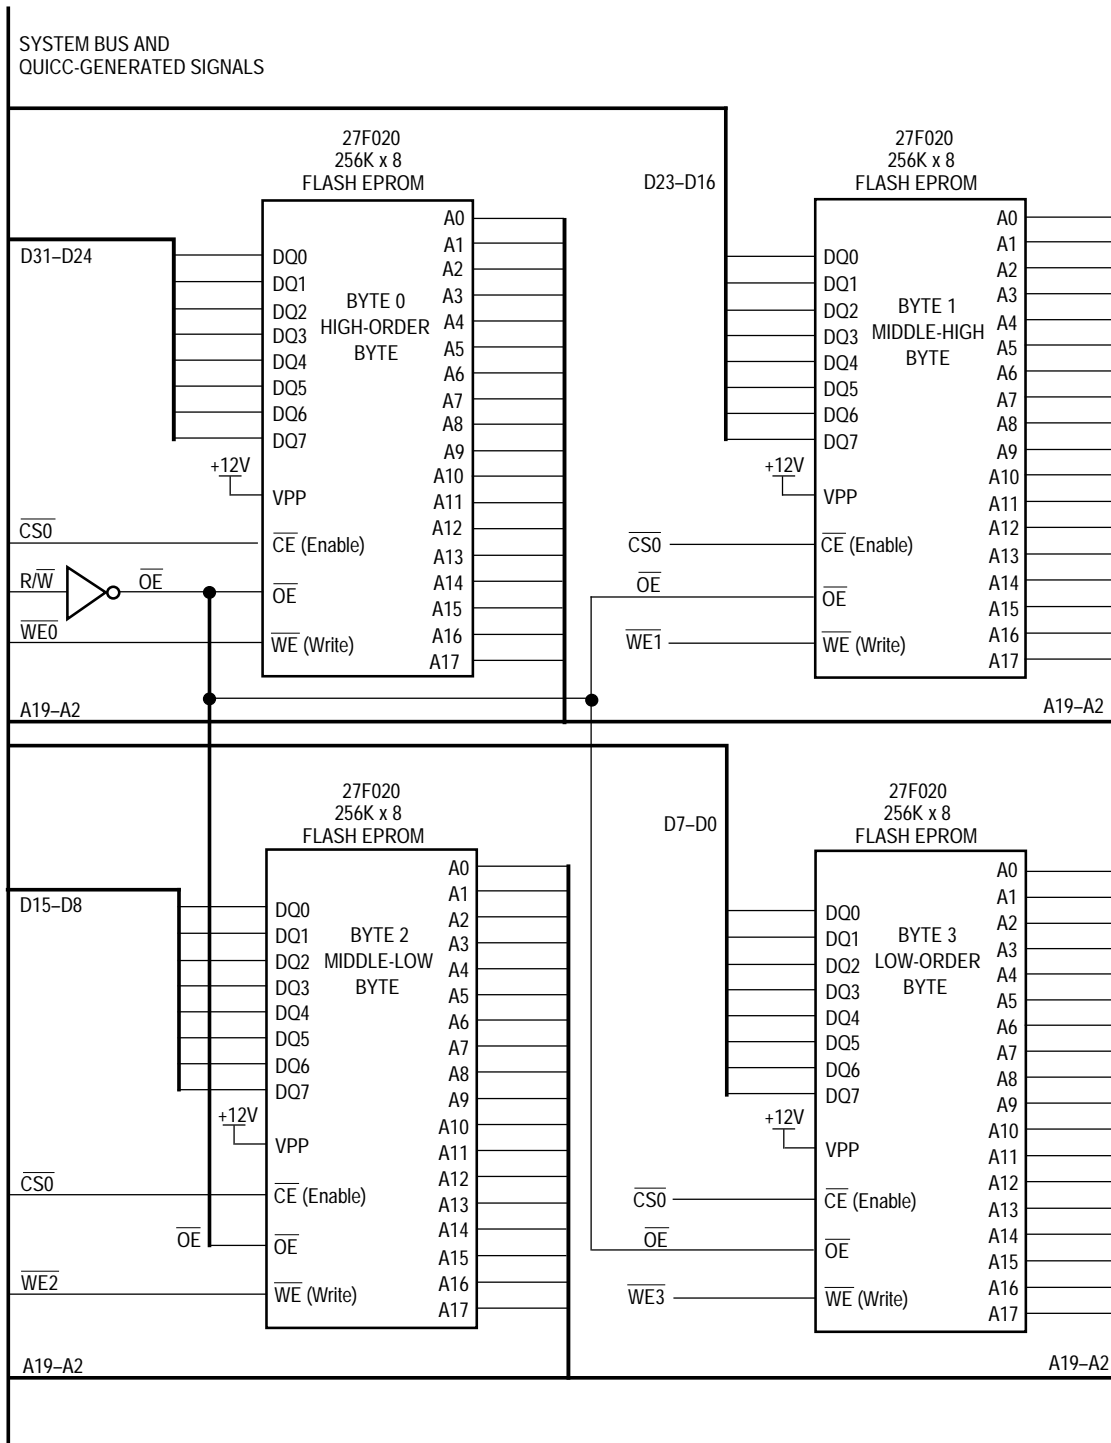 SYSTEM BUS AND
QUICC-GENERATED SIGNALS
27F020
256K x 8
FLASH EPROM
D31–D24
DQ0
DQ1
DQ2
DQ3
DQ4
DQ5
DQ6
DQ7
BYTE 0
HIGH-ORDER
BYTE
A0
A1
A2
A3
A4
A5
A6
A7
A8
A9
A10
A11
A12
A13
A14
A15
A16
A17
+12V
VPP
CS0
CE (Enable)
R/W
OE
OE
WE0
WE (Write)
A19–A2
27F020
256K x 8
FLASH EPROM
D23–D16
DQ0
DQ1
DQ2
DQ3
DQ4
DQ5
DQ6
DQ7
BYTE 1
MIDDLE-HIGH
BYTE
A0
A1
A2
A3
A4
A5
A6
A7
A8
A9
A10
A11
A12
A13
A14
A15
A16
A17
+12V
VPP
CS0
CE (Enable)
OE
OE
WE1
WE (Write)
A19–A2
27F020
256K x 8
FLASH EPROM
D15–D8
DQ0
DQ1
DQ2
DQ3
DQ4
DQ5
DQ6
DQ7
BYTE 2
MIDDLE-LOW
BYTE
A0
A1
A2
A3
A4
A5
A6
A7
A8
A9
A10
A11
A12
A13
A14
A15
A16
A17
+12V
VPP
CS0
CE (Enable)
OE
OE
WE2
WE (Write)
A19–A2
27F020
256K x 8
FLASH EPROM
D7–D0
DQ0
DQ1
DQ2
DQ3
DQ4
DQ5
DQ6
DQ7
BYTE 3
LOW-ORDER
BYTE
A0
A1
A2
A3
A4
A5
A6
A7
A8
A9
A10
A11
A12
A13
A14
A15
A16
A17
+12V
VPP
CS0
CE (Enable)
OE
OE
WE3
WE (Write)
A19–A2